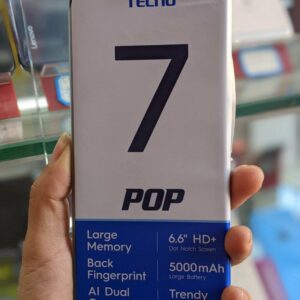 TECNO
7
POP
Large
Memory
6.6" HD+
Dot Notch Screen
Back
Fingerprint
5000mAh
Large Battery
AI Dual
Trendy
Lenovo